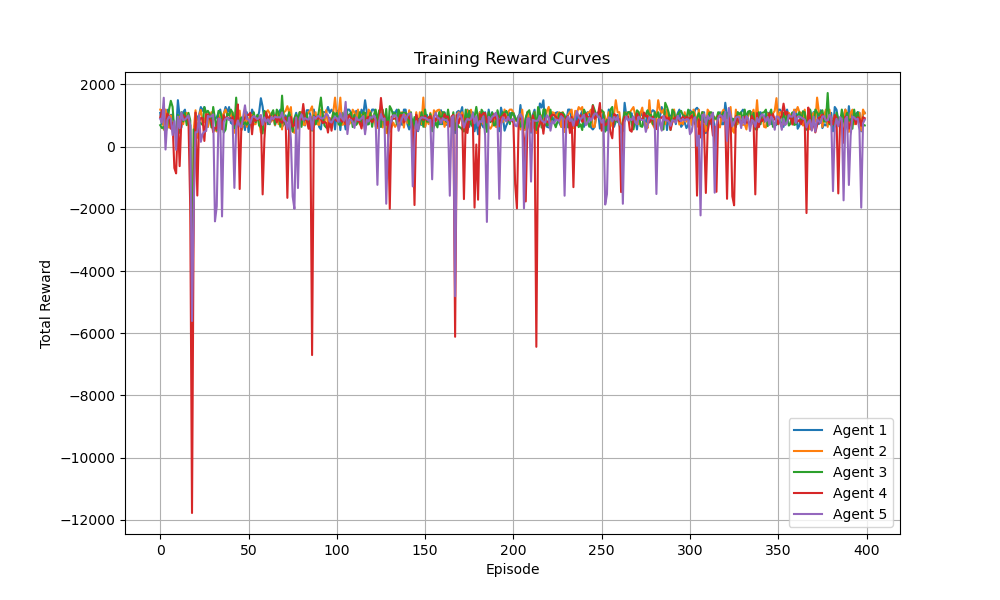 Training Reward Curves
2000
0
−2000
−4000
−6000
−8000
−10000
−12000
Total Reward
0 50 100 150 200 250 300 350 400
Episode
Agent 1
Agent 2
Agent 3
Agent 4
Agent 5